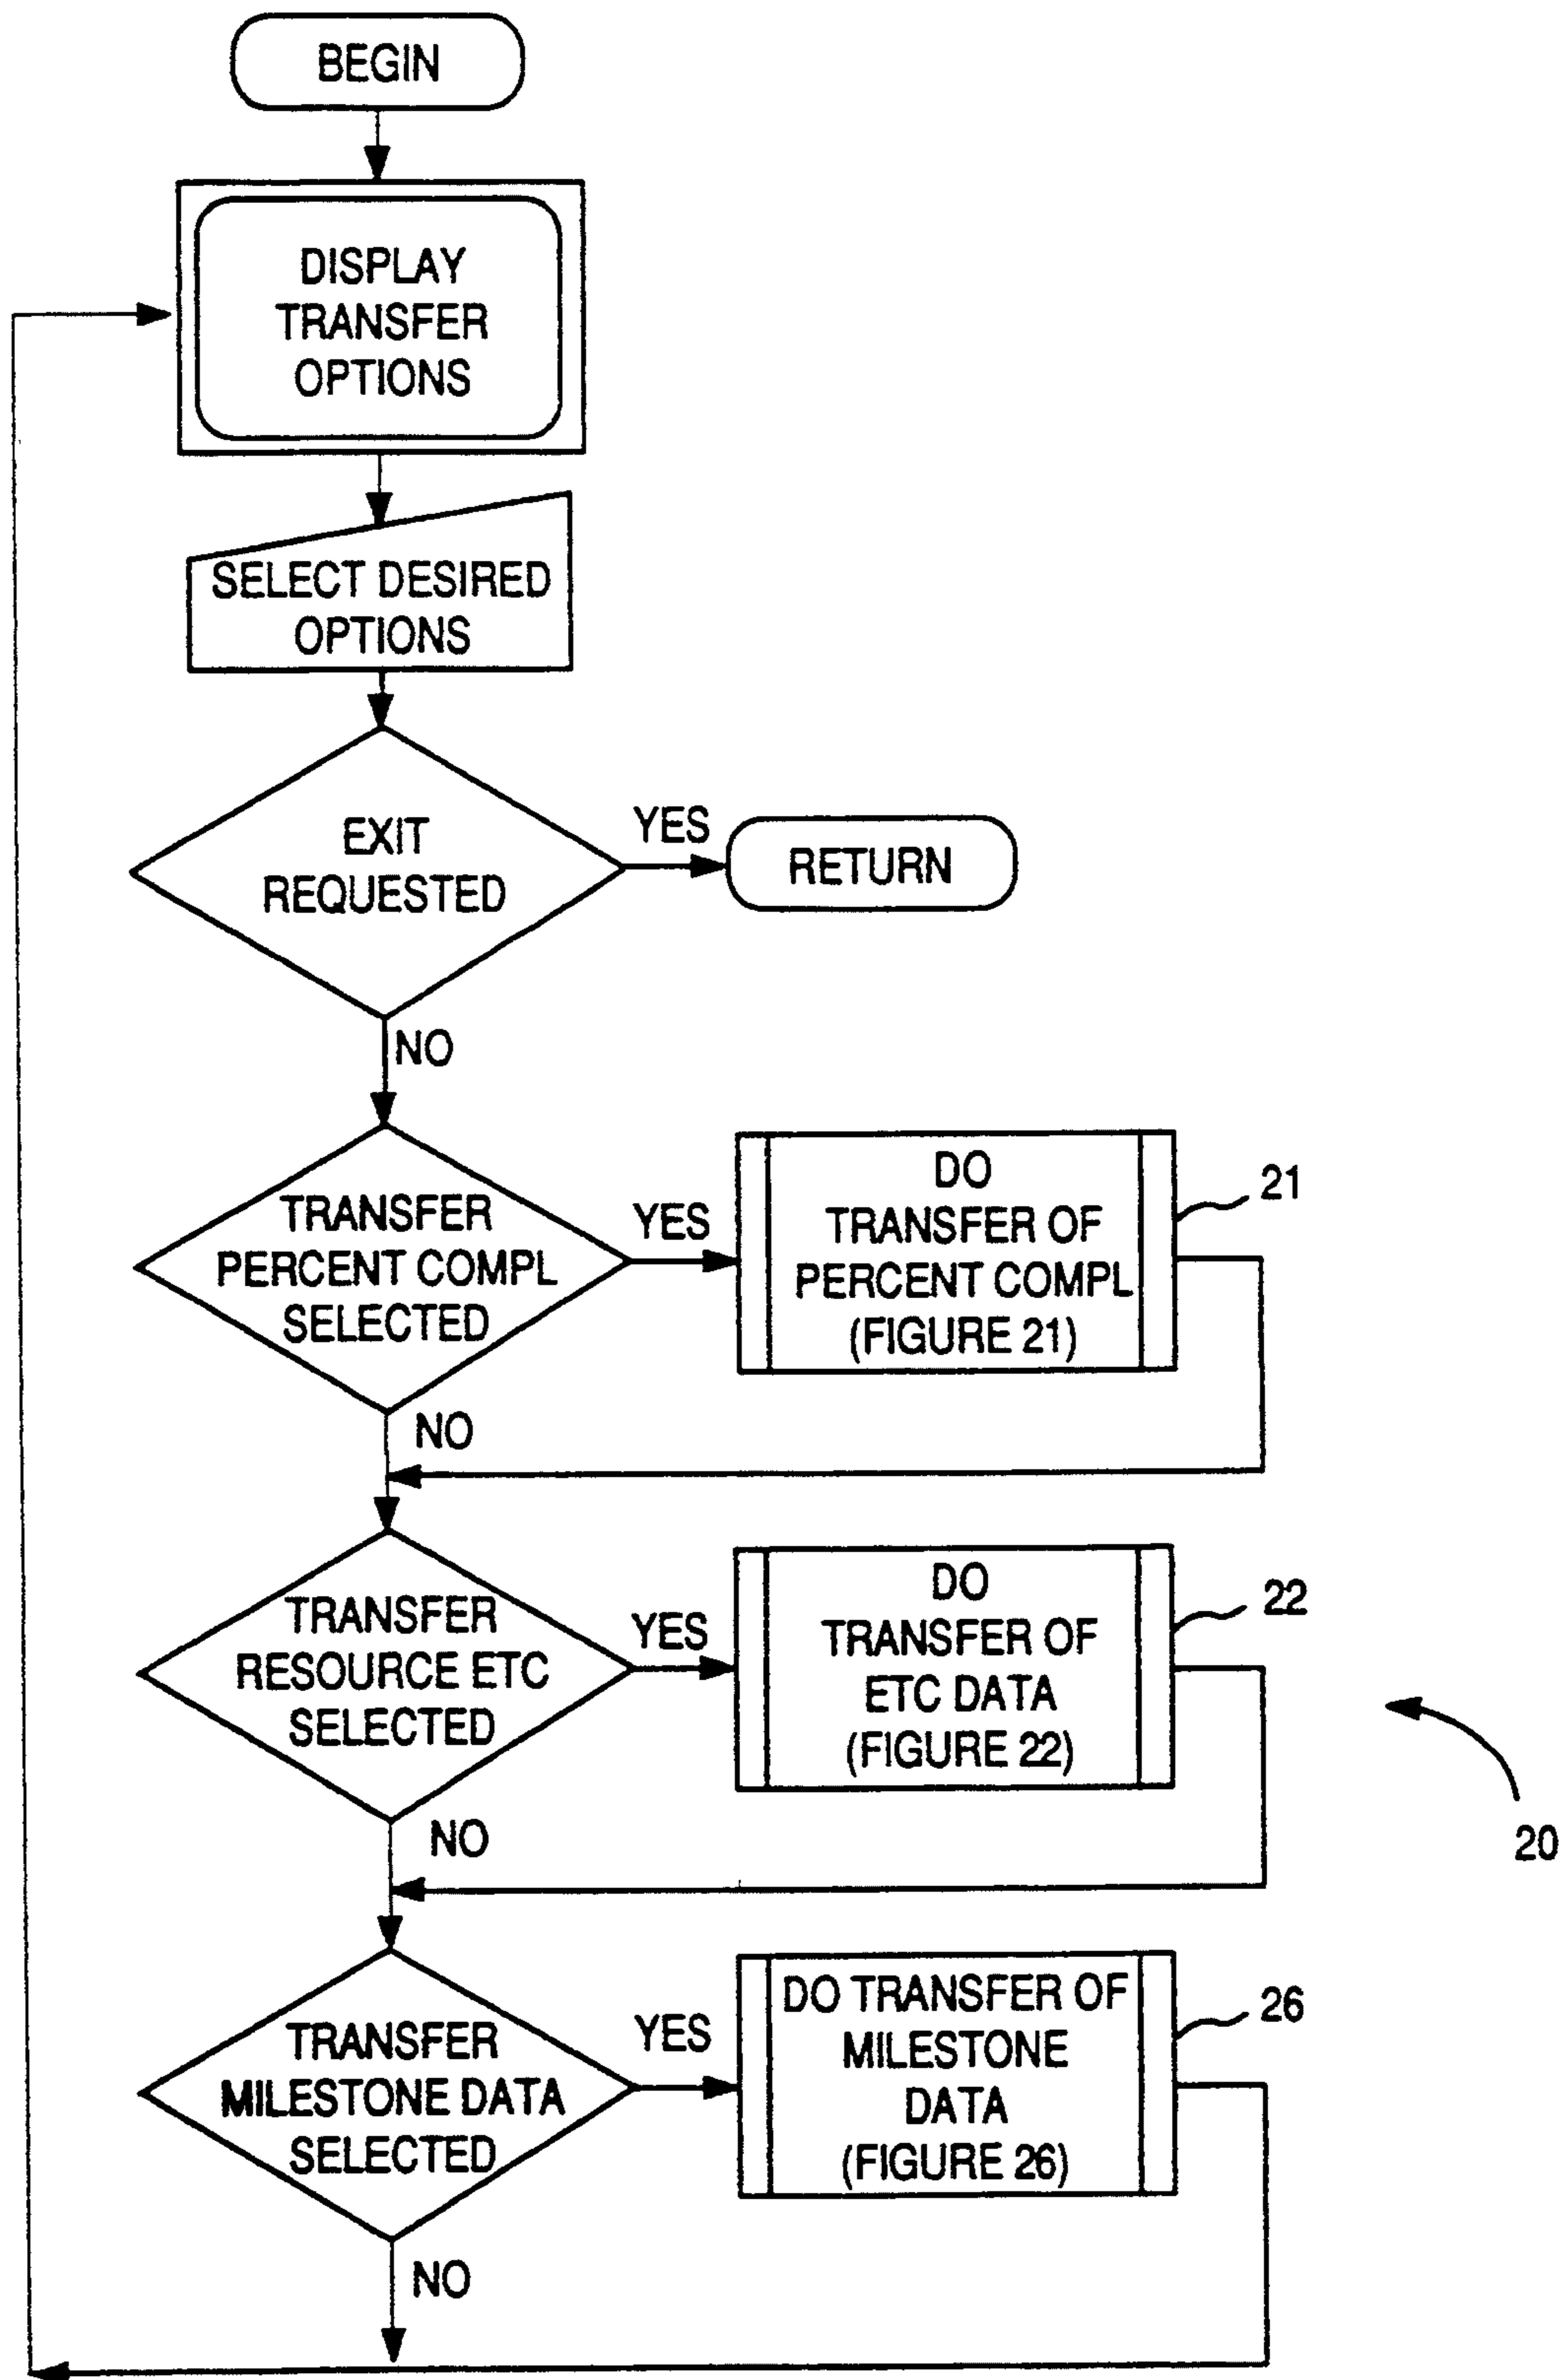 BEGIN
DISPLAY
TRANSFER
OPTIONS
SELECT DESIRED
OPTIONS
EXIT
REQUESTED
YES
RETURN
NO
TRANSFER
PERCENT COMPL
SELECTED
YES
DO
TRANSFER OF
PERCENT COMPL
(FIGURE 21)
21
NO
TRANSFER
RESOURCE ETC
SELECTED
YES
DO
TRANSFER OF
ETC DATA
(FIGURE 22)
22
20
NO
TRANSFER
MILESTONE DATA
SELECTED
YES
DO TRANSFER OF
MILESTONE
DATA
(FIGURE 26)
26
NO